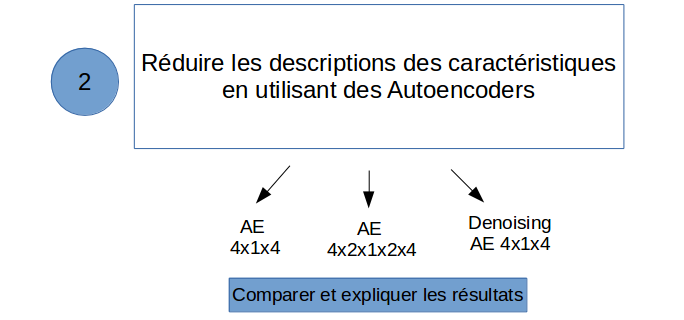 2
Réduire les descriptions des caractéristiques
en utilisant des Autoencoders
AE
4x1x4
AE
4x2x1x2x4
Denoising
AE 4x1x4
Comparer et expliquer les résultats